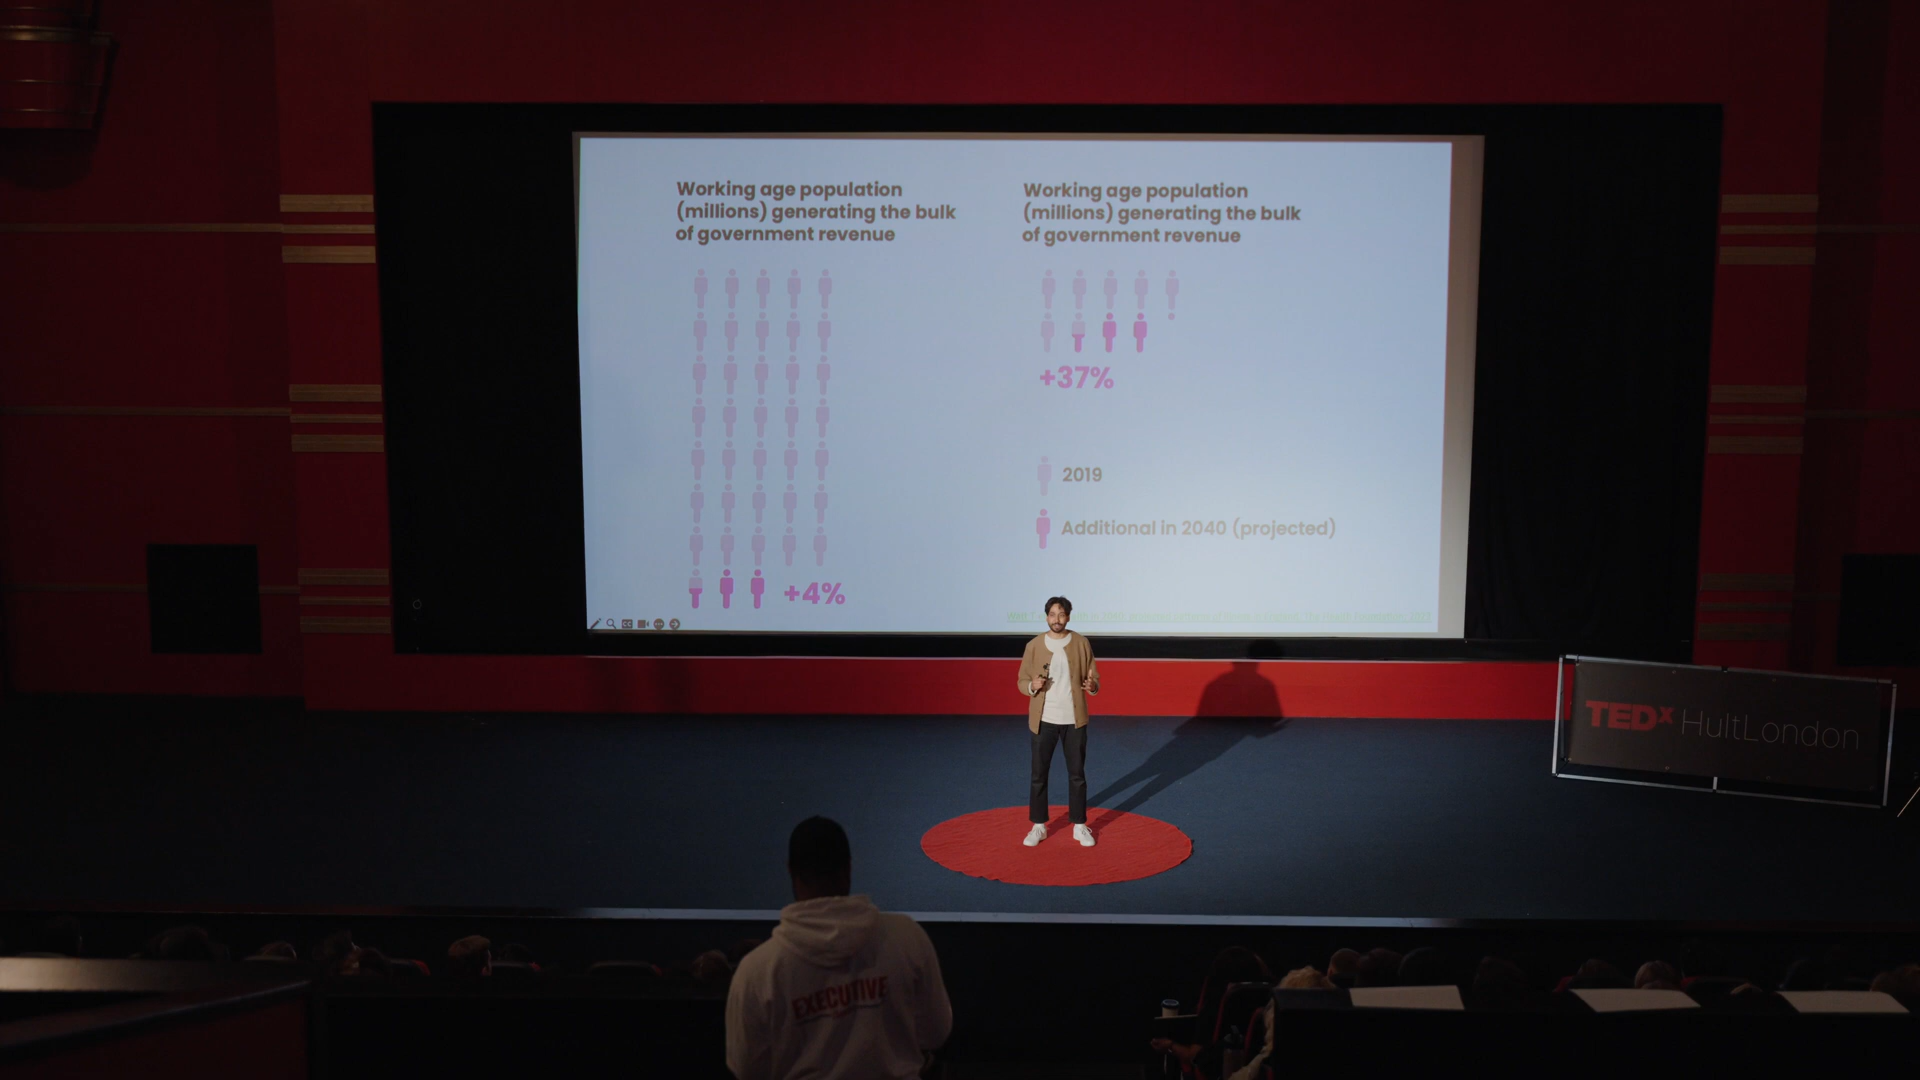 Working age population
(millions) generating the bulk
of government revenue
+4%
Working age population
(millions) generating the bulk
of government revenue
+37%
2019
Additional in 2040 (projected)
TEDx HultLondon
EXECUTIVE